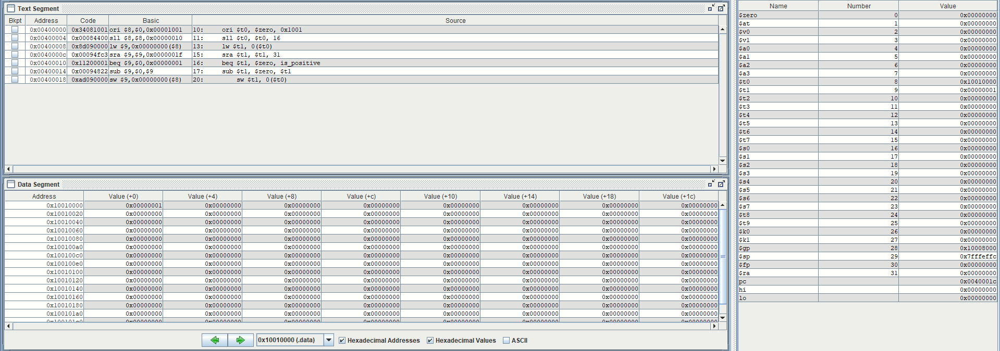 Text Segment
Bkpt Address Code Basic Source
0x00400000 0x34081001 ori $8,$0,0x00001001 10: ori $t0, $zero, 0x1001
0x00400004 0x00084400 sll $8,$8,0x00000010 11: sll $t0, $t0, 16
0x00400008 0x8d090000 lw $9,0x00000000($8) 13: lw $t1, 0($t0)
0x0040000c 0x00094fc3 sra $9,$9,0x0000001f 15: sra $t1, $t1, 31
0x00400010 0x11200001 beq $9,$0,0x00000001 16: beq $t1, $zero, is_positive
0x00400014 0x00094822 sub $9,$0,$9 17: sub $t1, $zero, $t1
0x00400018 0xad090000 sw $9,0x00000000($8) 20: sw $t1, 0($t0)
Data Segment
Address Value (+0) Value (+4) Value (+8) Value (+c) Value (+10) Value (+14) Value (+18) Value (+1c)
0x10010000 0x00000001 0x00000000 0x00000000 0x00000000 0x00000000 0x00000000 0x00000000 0x00000000
0x10010020 0x00000000 0x00000000 0x00000000 0x00000000 0x00000000 0x00000000 0x00000000 0x00000000
0x10010040 0x00000000 0x00000000 0x00000000 0x00000000 0x00000000 0x00000000 0x00000000 0x00000000
0x10010060 0x00000000 0x00000000 0x00000000 0x00000000 0x00000000 0x00000000 0x00000000 0x00000000
0x10010080 0x00000000 0x00000000 0x00000000 0x00000000 0x00000000 0x00000000 0x00000000 0x00000000
0x100100a0 0x00000000 0x00000000 0x00000000 0x00000000 0x00000000 0x00000000 0x00000000 0x00000000
0x100100c0 0x00000000 0x00000000 0x00000000 0x00000000 0x00000000 0x00000000 0x00000000 0x00000000
0x100100e0 0x00000000 0x00000000 0x00000000 0x00000000 0x00000000 0x00000000 0x00000000 0x00000000
0x10010100 0x00000000 0x00000000 0x00000000 0x00000000 0x00000000 0x00000000 0x00000000 0x00000000
0x10010120 0x00000000 0x00000000 0x00000000 0x00000000 0x00000000 0x00000000 0x00000000 0x00000000
0x10010140 0x00000000 0x00000000 0x00000000 0x00000000 0x00000000 0x00000000 0x00000000 0x00000000
0x10010160 0x00000000 0x00000000 0x00000000 0x00000000 0x00000000 0x00000000 0x00000000 0x00000000
0x10010180 0x00000000 0x00000000 0x00000000 0x00000000 0x00000000 0x00000000 0x00000000 0x00000000
0x100101a0 0x00000000 0x00000000 0x00000000 0x00000000 0x00000000 0x00000000 0x00000000 0x00000000
0x10010000 (.data) Hexadecimal Addresses Hexadecimal Values ASCII
Name Number Value
$zero 0 0x00000000
$at 1 0x00000000
$v0 2 0x00000000
$v1 3 0x00000000
$a0 4 0x00000000
$a1 5 0x00000000
$a2 6 0x00000000
$a3 7 0x00000000
$t0 8 0x10010000
$t1 9 0x00000001
$t2 10 0x00000000
$t3 11 0x00000000
$t4 12 0x00000000
$t5 13 0x00000000
$t6 14 0x00000000
$t7 15 0x00000000
$s0 16 0x00000000
$s1 17 0x00000000
$s2 18 0x00000000
$s3 19 0x00000000
$s4 20 0x00000000
$s5 21 0x00000000
$s6 22 0x00000000
$s7 23 0x00000000
$t8 24 0x00000000
$t9 25 0x00000000
$k0 26 0x00000000
$k1 27 0x00000000
$gp 28 0x10008000
$sp 29 0x7fffeffc
$fp 30 0x00000000
$ra 31 0x00000000
pc 0x0040001c
hi 0x00000000
lo 0x00000000